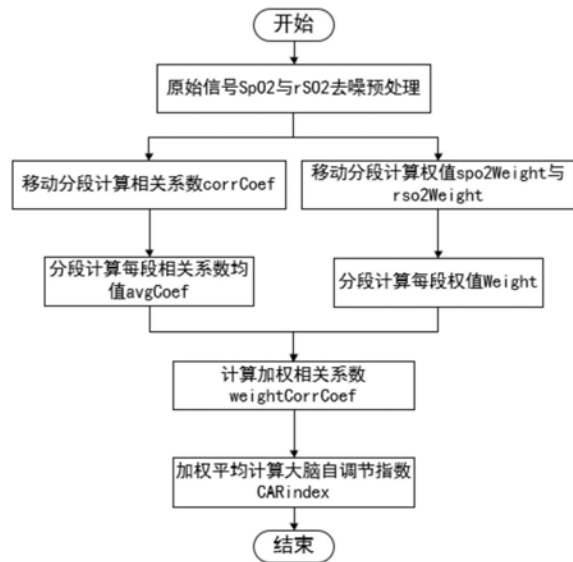 开始
原始信号SpO2与rSO2去噪预处理
移动分段计算相关系数corrCoef
移动分段计算权值spo2Weight与
rso2Weight
分段计算每段相关系数均
值avgCoef
分段计算每段权值Weight
计算加权相关系数
weightCorrCoef
加权平均计算大脑自调节指数
CARindex
结束